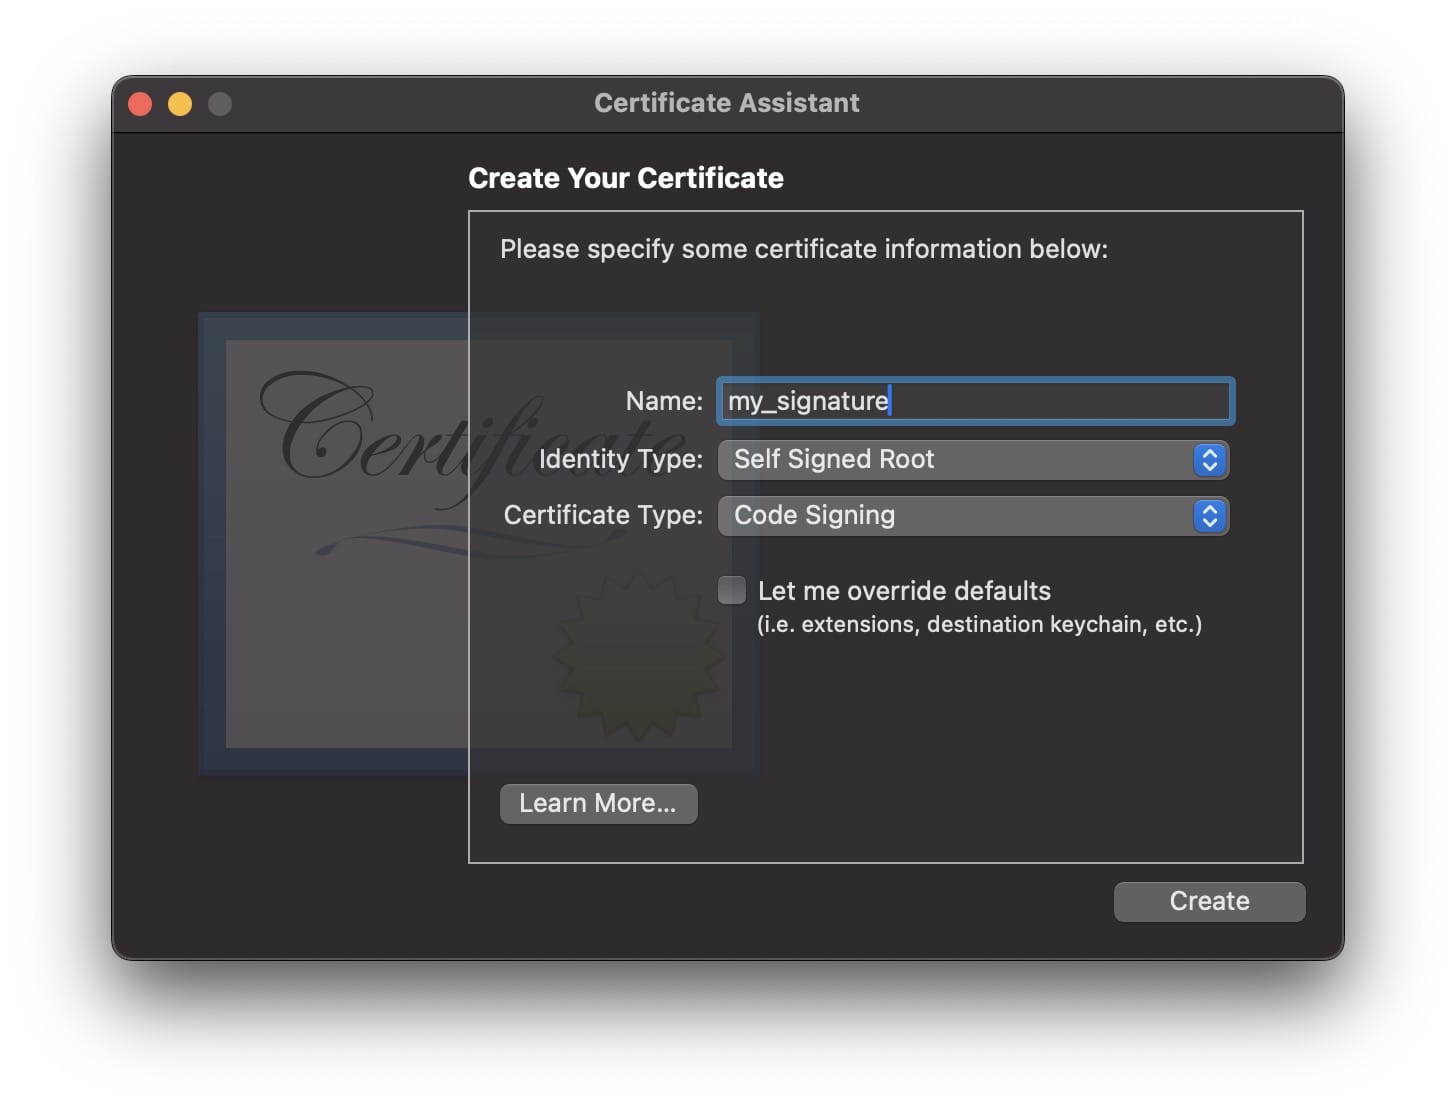 Certificate Assistant
Create Your Certificate
Please specify some certificate information below:
Certificate
Name: my_signature
Identity Type: Self Signed Root
Certificate Type: Code Signing
Let me override defaults
(i.e. extensions, destination keychain, etc.)
Learn More...
Create